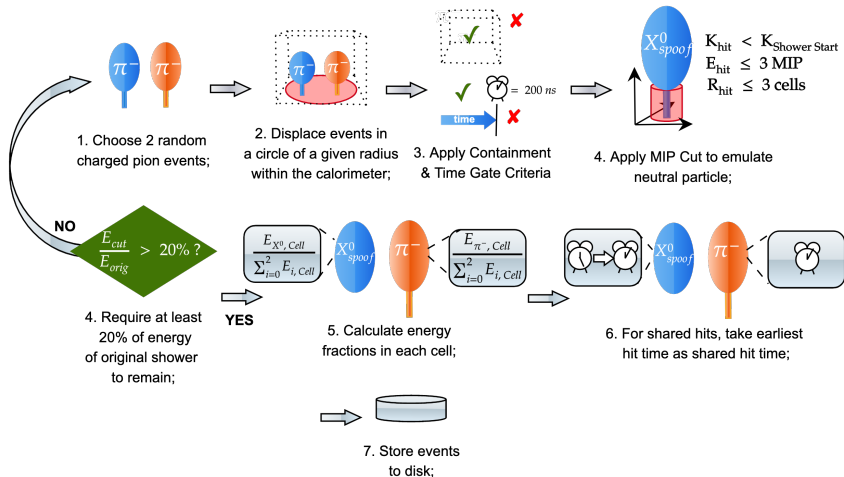 π⁻ π⁻
1. Choose 2 random
charged pion events;
π⁻ π⁻
2. Displace events in
a circle of a given radius
within the calorimeter;
✓ ✘
✓ = 200 ns
time ✘
3. Apply Containment
& Time Gate Criteria
X⁰spoof
K_hit < K_Shower Start
E_hit ≤ 3 MIP
R_hit ≤ 3 cells
4. Apply MIP Cut to emulate
neutral particle;
NO
E_cut / E_orig > 20% ?
4. Require at least
20% of energy
of original shower
to remain;
YES
E_X⁰, Cell / ∑_{i=0}^{2} E_i, Cell
X⁰spoof
π⁻
E_π⁻, Cell / ∑_{i=0}^{2} E_i, Cell
5. Calculate energy
fractions in each cell;
X⁰spoof
π⁻
6. For shared hits, take earliest
hit time as shared hit time;
7. Store events
to disk;